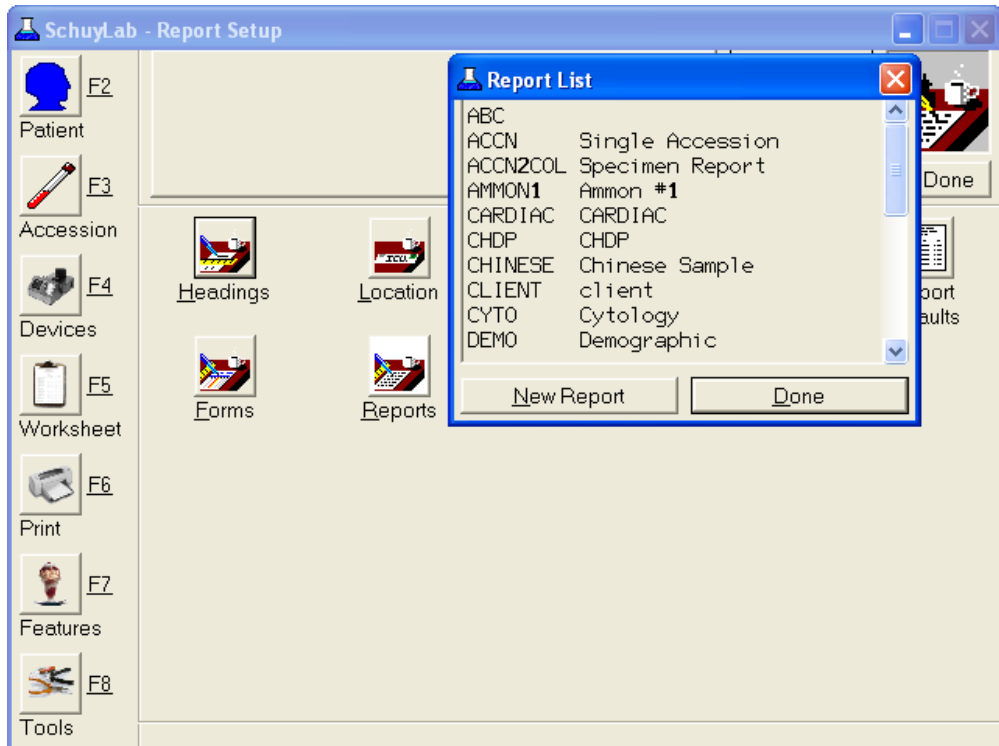 SchuyLab - Report Setup
F2
Patient
F3
Accession
F4
Devices
F5
Worksheet
F6
Print
F7
Features
F8
Tools
Headings
Location
Forms
Reports
Done
Report List
ABC
ACCN Single Accession
ACCN2COL Specimen Report
AMMON1 Ammon #1
CARDIAC CARDIAC
CHDP CHDP
CHINESE Chinese Sample
CLIENT client
CYTO Cytology
DEMO Demographic
New Report Done